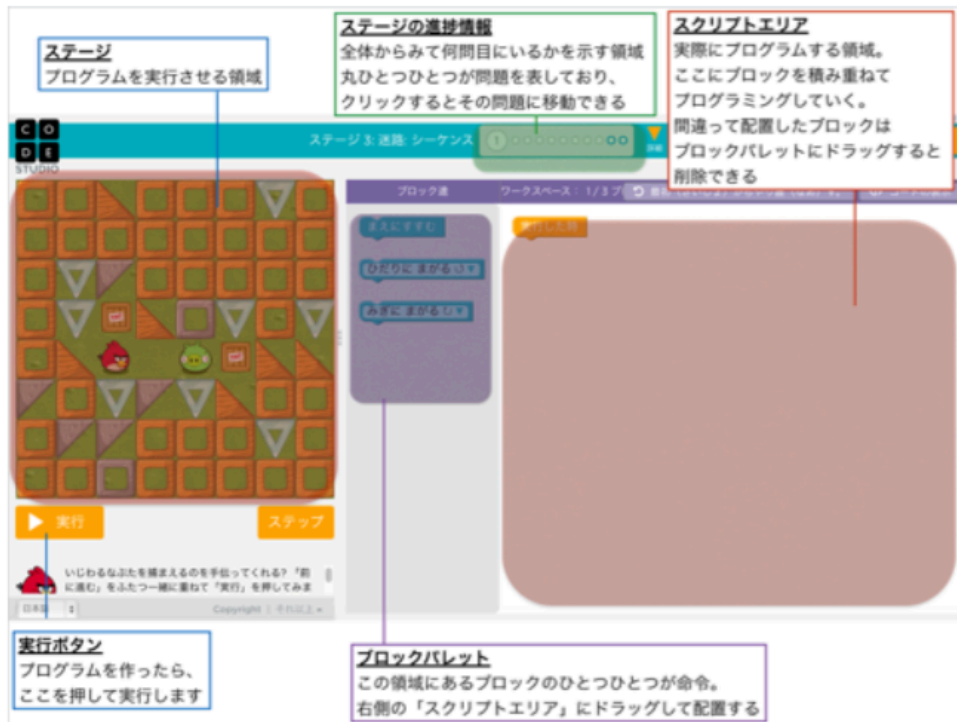 ステージ
プログラムを実行させる領域
ステージの進捗情報
全体からみて何問目にいるかを示す領域
丸ひとつひとつが問題を表しており、
クリックするとその問題に移動できる
スクリプトエリア
実際にプログラムする領域。
ここにブロックを積み重ねて
プログラミングしていく。
間違って配置したブロックは
ブロックパレットにドラッグすると
削除できる
C O
D E
STUDIO
ステージ 3: 迷路: シーケンス
1
ブロック達
ワークスペース: 1 / 3 ブ
まえにすすむ
ひだりに まがる
みぎに まがる
実行した時
実行
ステップ
いじわるなぶたを捕まえるのを手伝ってくれる? 「前
に進む」をふたつ一緒に重ねて「実行」を押してみま
日本語
Copyright | それ以上
実行ボタン
プログラムを作ったら、
ここを押して実行します
ブロックパレット
この領域にあるブロックのひとつひとつが命令。
右側の「スクリプトエリア」にドラッグして配置する